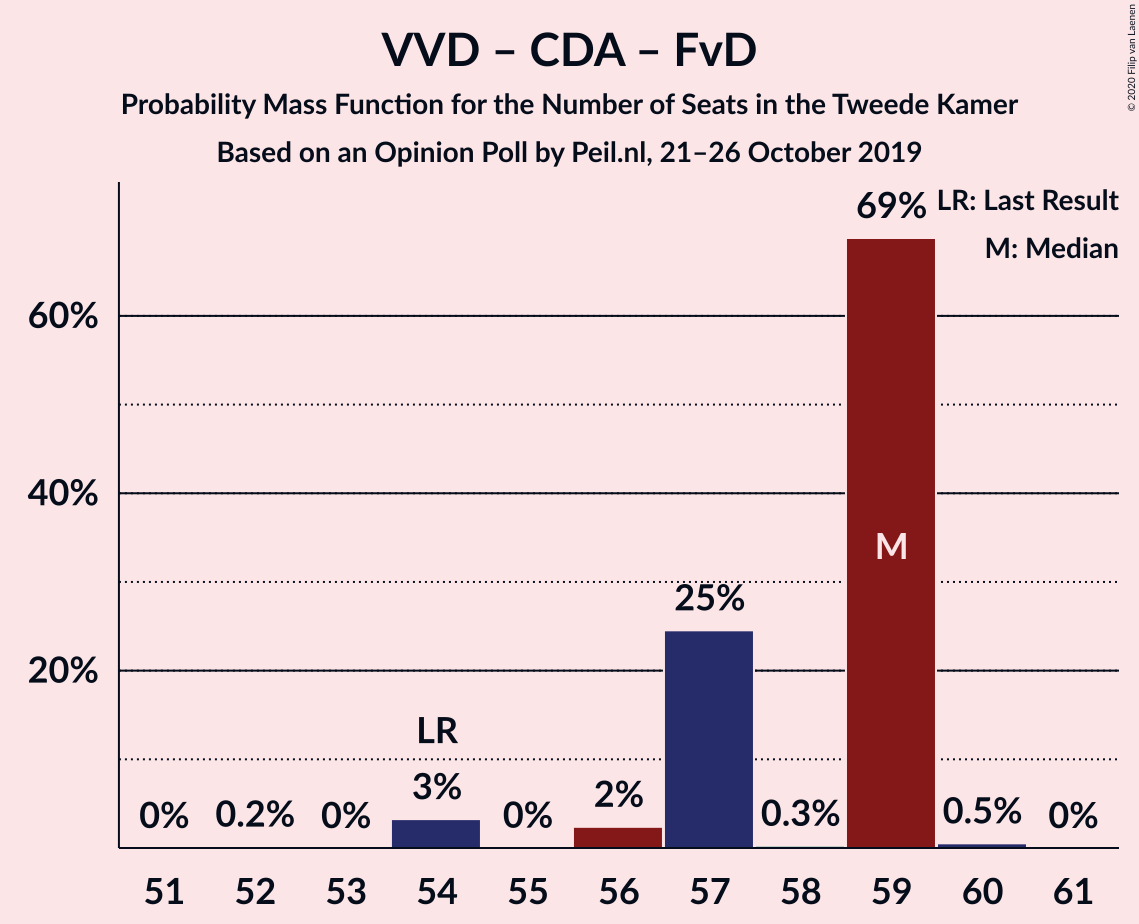 VVD – CDA – FvD
Probability Mass Function for the Number of Seats in the Tweede Kamer
Based on an Opinion Poll by Peil.nl, 21–26 October 2019
© 2020 Filip van Laenen
LR: Last Result
M: Median
60%
40%
20%
0%
0.2%
0%
LR
3%
0%
2%
25%
0.3%
69%
M
0.5%
0%
51 52 53 54 55 56 57 58 59 60 61